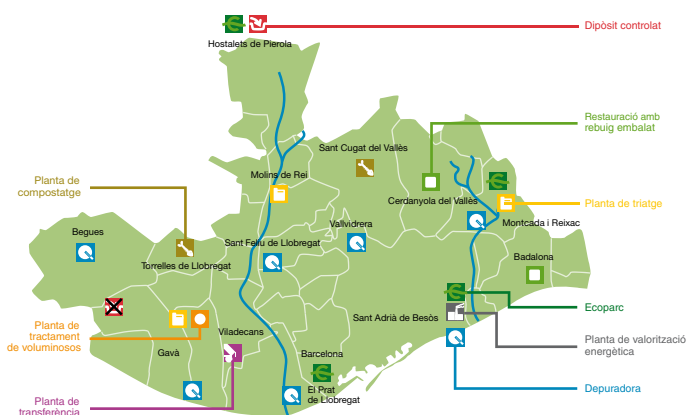 Dipòsit controlat
Hostalets de Pierola
Restauració amb
rebuig embalat
Sant Cugat del Vallès
Molins de Rei
Planta de
compostatge
Cerdanyola del Vallès
Planta de triatge
Montcada i Reixac
Begues
Vallvidrera
Sant Feliu de Llobregat
Torrelles de Llobregat
Badalona
Ecoparc
Sant Adrià de Besòs
Planta de
tractament
de voluminosos
Viladecans
Planta de valorització
energètica
Gavà
Barcelona
El Prat
de Llobregat
Depuradora
Planta de
transferència